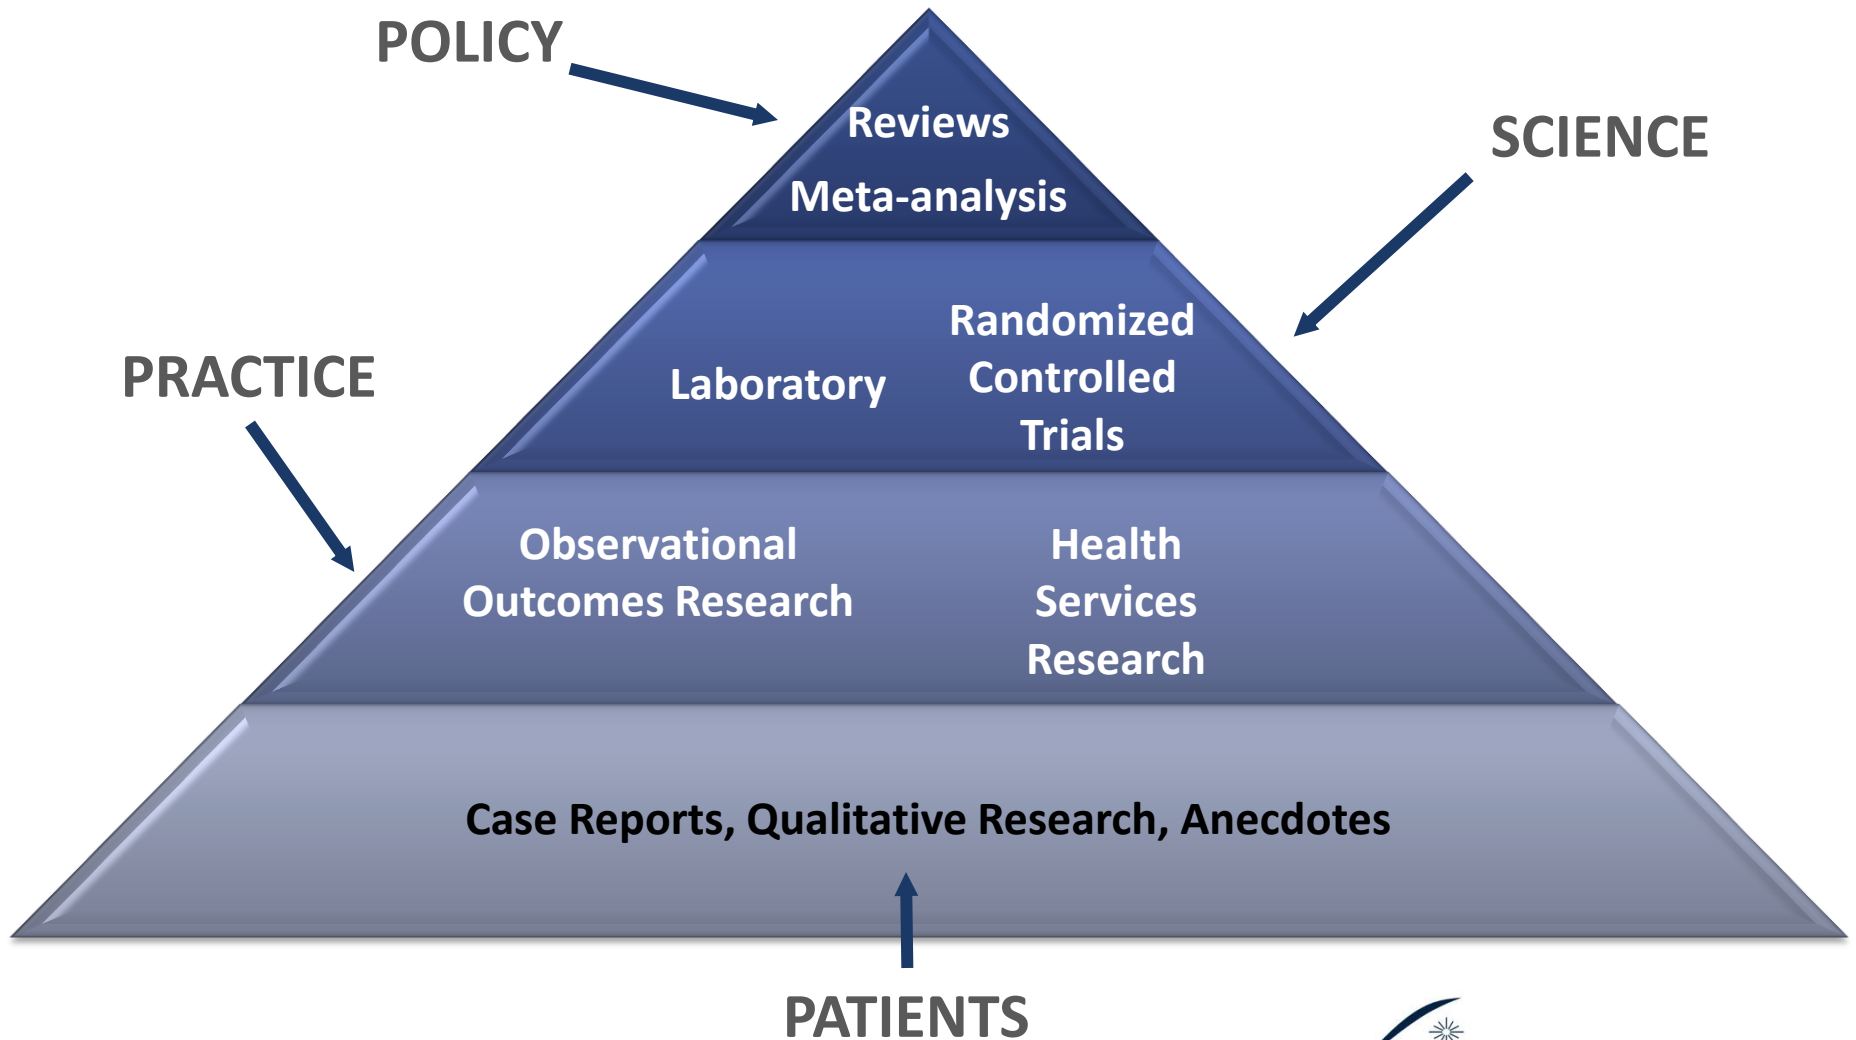 POLICY
Reviews
Meta-analysis
SCIENCE
Laboratory
Randomized
Controlled
Trials
PRACTICE
Observational
Outcomes Research
Health
Services
Research
Case Reports, Qualitative Research, Anecdotes
PATIENTS